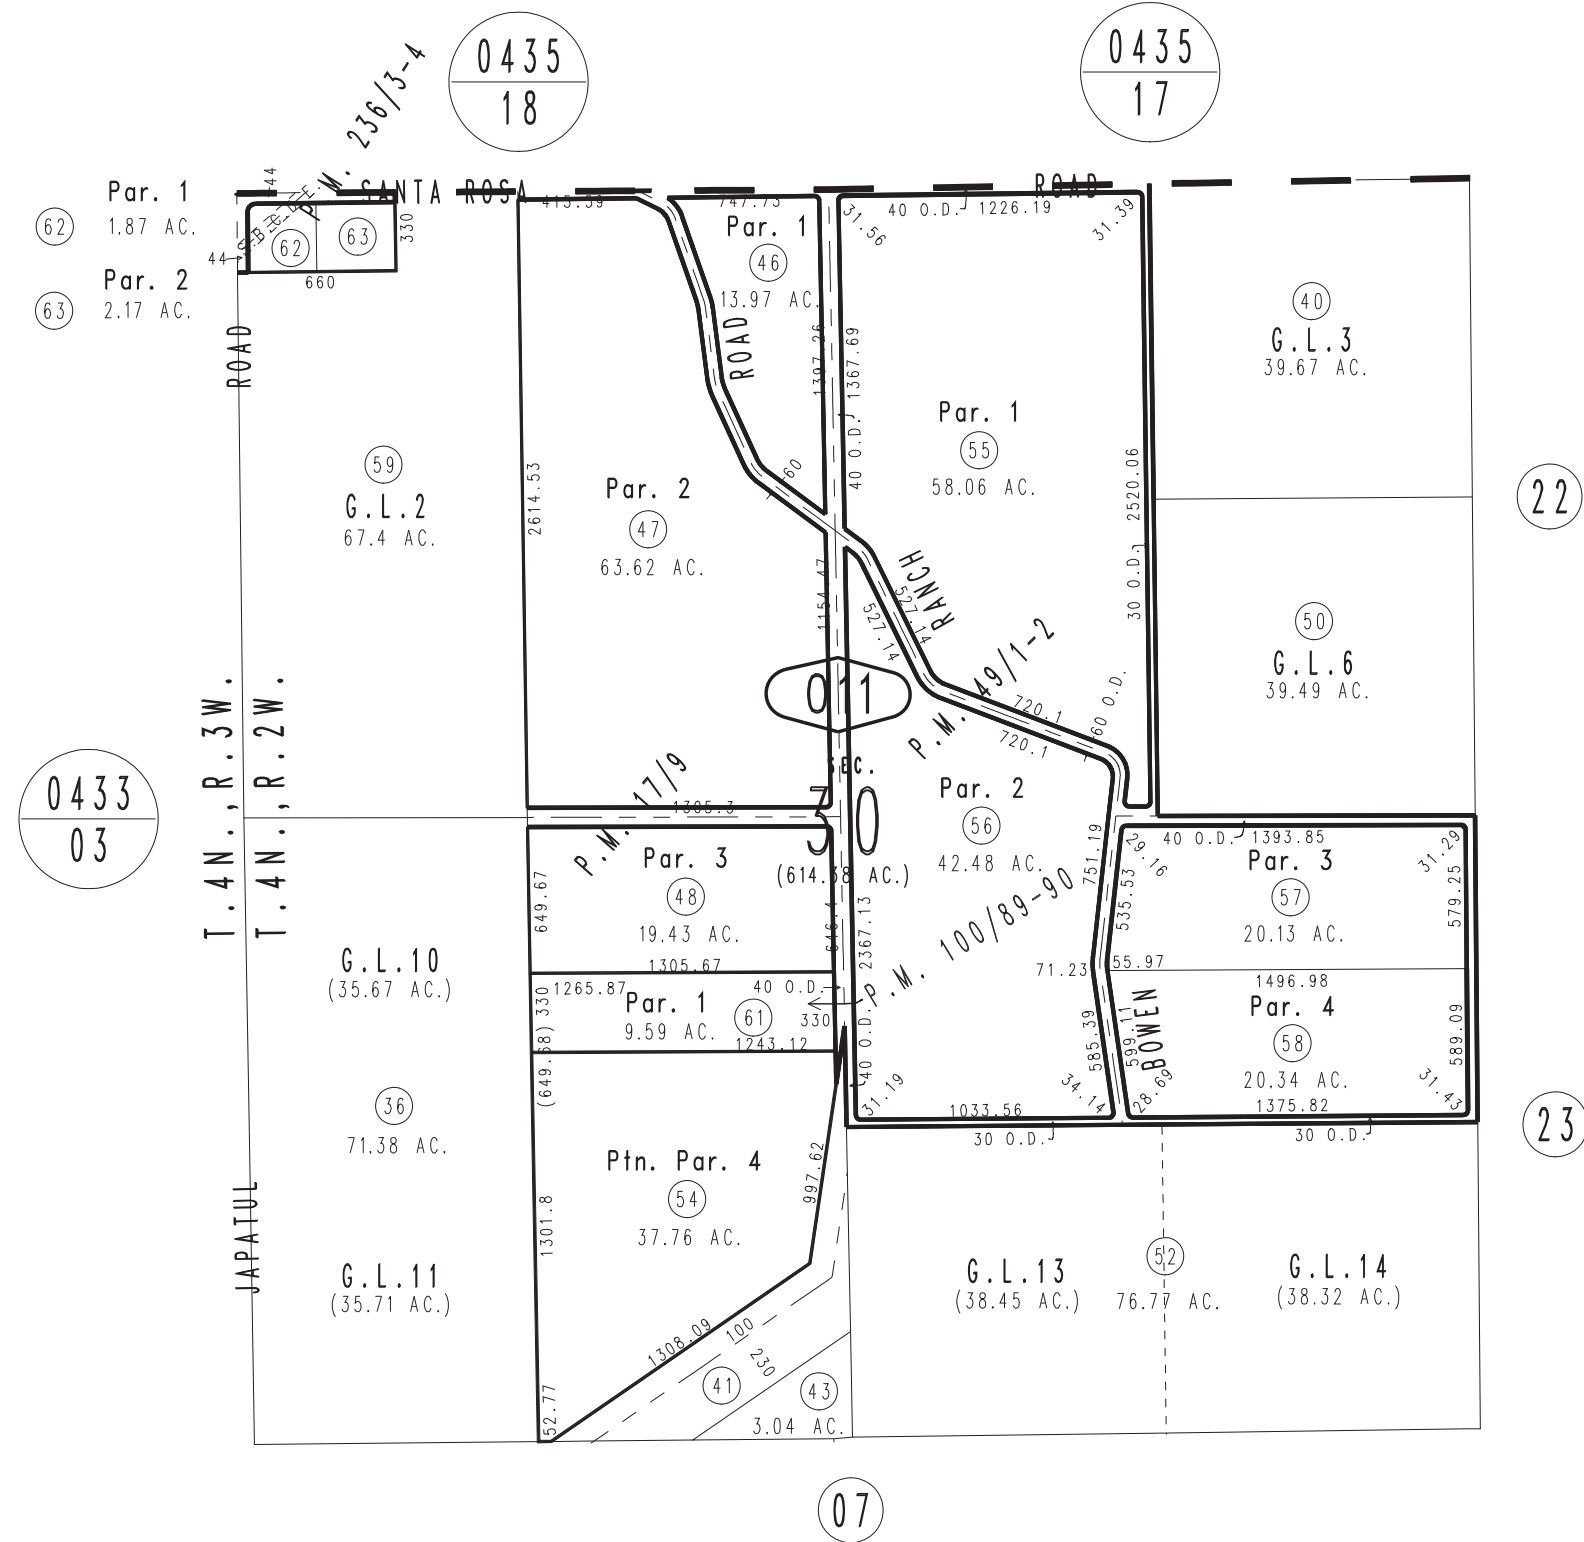 0435
18
0435
17
P. M. 236/3-4
44
SANTA ROSA
ROAD
Par. 1
62
1.87 AC.
Par. 2
63
2.17 AC.
44
S-B-C-D-E
62
63
330
660
415.39
747.73
40 O.D. 1226.19
31.56
31.39
Par. 1
46
13.97 AC.
ROAD
ROAD
1397.26
1367.69
40 O.D.
40
G.L.3
39.67 AC.
Par. 1
55
58.06 AC.
59
G.L.2
67.4 AC.
2614.53
Par. 2
47
63.62 AC.
60
2520.06
30 O.D.
22
1154.47
RANCH
527.14
527.14
50
G.L.6
39.49 AC.
P.M. 49/1-2
011
720.1
720.1
60 O.D.
T.4N.,R.3W.
T.4N.,R.2W.
0433
03
SEC.
30
(614.38 AC.)
P.M. 17/9
1305.3
Par. 2
56
42.48 AC.
751.19
40 O.D. 1393.85
29.16
31.29
Par. 3
57
20.13 AC.
535.53
579.25
Par. 3
48
19.43 AC.
649.67
646.4
2367.13
P.M. 100/89-90
1305.67
G.L.10
(35.67 AC.)
71.23
55.97
1496.98
1265.87
40 O.D.
330
Par. 1
61
9.59 AC.
330
1243.12
(649.68)
40 O.D.
BOWEN
Par. 4
58
20.34 AC.
585.39
599.11
589.09
31.19
34.14
28.69
31.43
1033.56
30 O.D.
1375.82
30 O.D.
36
71.38 AC.
23
Ptn. Par. 4
54
37.76 AC.
997.62
1301.8
JAPATUL
G.L.11
(35.71 AC.)
G.L.13
(38.45 AC.)
52
76.77 AC.
G.L.14
(38.32 AC.)
1308.09
100
230
41
43
3.04 AC.
52.77
07